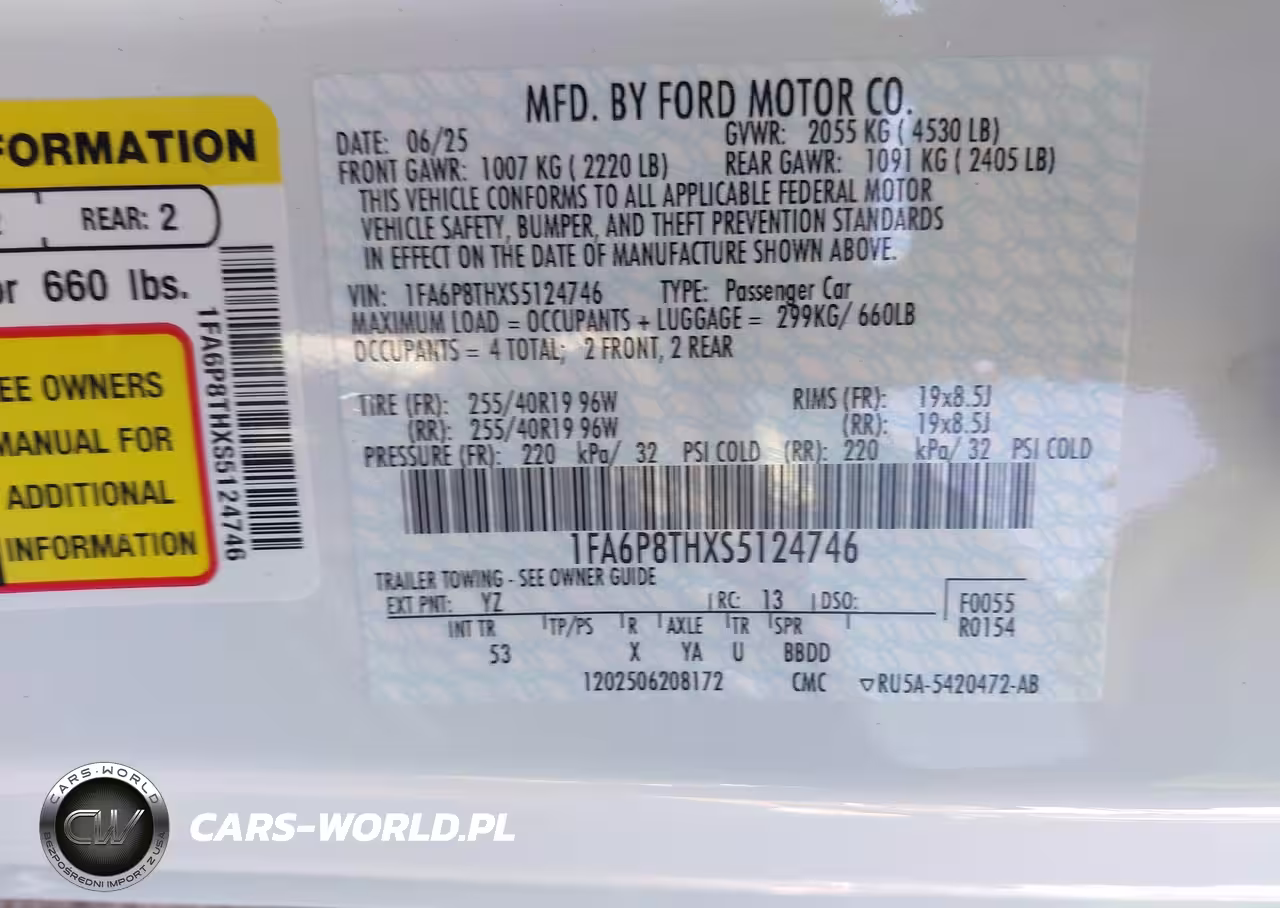 FORMATION
REAR: 2
or 660 lbs.
SEE OWNERS
MANUAL FOR
ADDITIONAL
INFORMATION
1FA6P8THXS5124746
MFD. BY FORD MOTOR CO.
DATE: 06/25 GVWR: 2055 KG ( 4530 LB)
FRONT GAWR: 1007 KG ( 2220 LB) REAR GAWR: 1091 KG ( 2405 LB)
THIS VEHICLE CONFORMS TO ALL APPLICABLE FEDERAL MOTOR
VEHICLE SAFETY, BUMPER, AND THEFT PREVENTION STANDARDS
IN EFFECT ON THE DATE OF MANUFACTURE SHOWN ABOVE.
VIN: 1FA6P8THXS5124746 TYPE: Passenger Car
MAXIMUM LOAD = OCCUPANTS + LUGGAGE = 299KG/ 660LB
OCCUPANTS = 4 TOTAL; 2 FRONT, 2 REAR
TIRE (FR): 255/40R19 96W RIMS (FR): 19x8.5J
(RR): 255/40R19 96W (RR): 19x8.5J
PRESSURE (FR): 220 kPa/ 32 PSI COLD (RR): 220 kPa/ 32 PSI COLD
1FA6P8THXS5124746
TRAILER TOWING - SEE OWNER GUIDE
EXT PNT: YZ RC: 13 DSO: F0055
INT TR TP/PS R AXLE TR SPR R0154
53 X YA U BBDD
1202506208172 CMC RU5A-5420472-AB
CARS-WORLD
CW
BEZPOŚREDNI IMPORT Z USA
CARS-WORLD.PL